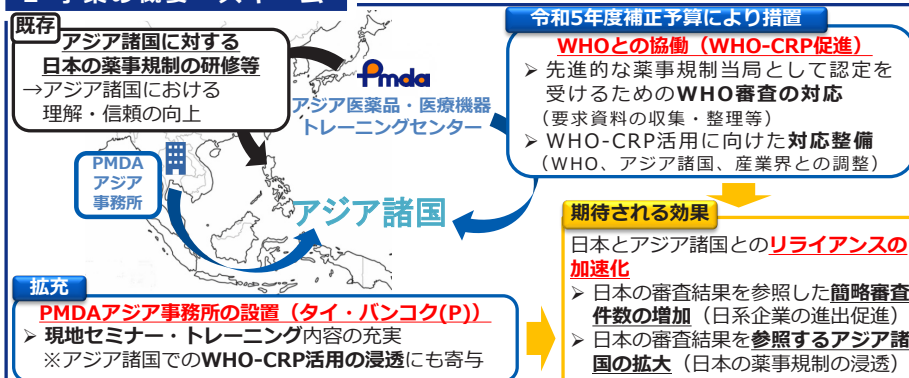 既存
アジア諸国に対する
日本の薬事規制の研修等
→アジア諸国における
理解・信頼の向上
Pmda
アジア医薬品・医療機器
トレーニングセンター
PMDA
アジア
事務所
アジア諸国
令和5年度補正予算により措置
WHOとの協働（WHO-CRP促進）
➢ 先進的な薬事規制当局として認定を
受けるためのWHO審査の対応
（要求資料の収集・整理等）
➢ WHO-CRP活用に向けた対応整備
（WHO、アジア諸国、産業界との調整）
拡充
PMDAアジア事務所の設置（タイ・バンコク(P)）
➢ 現地セミナー・トレーニング内容の充実
※アジア諸国でのWHO-CRP活用の浸透にも寄与
期待される効果
日本とアジア諸国とのリライアンスの
加速化
➢ 日本の審査結果を参照した簡略審査
件数の増加（日系企業の進出促進）
➢ 日本の審査結果を参照するアジア諸
国の拡大（日本の薬事規制の浸透）